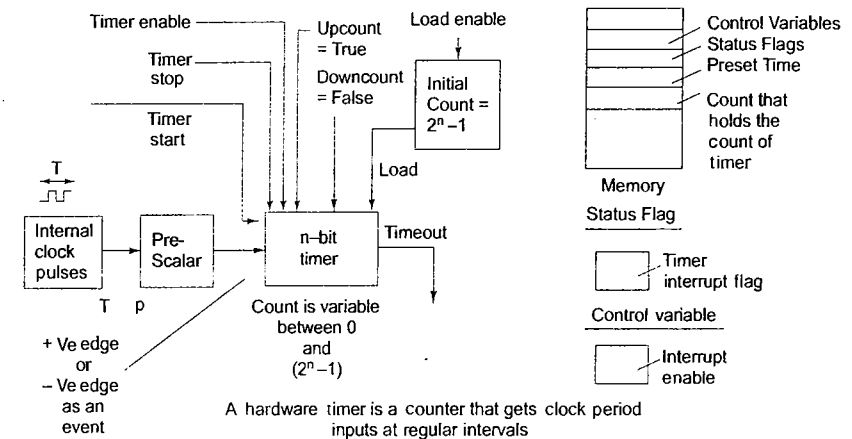 Timer enable
Timer
stop
Timer
start
Upcount
= True
Downcount
= False
Load enable
Initial
Count =
2ⁿ –1
Load
T
Internal
clock
pulses
Pre-
Scalar
n–bit
timer
Timeout
T p
Count is variable
between 0
and
(2ⁿ –1)
+ Ve edge
or
– Ve edge
as an
event
Control Variables
Status Flags
Preset Time
Count that
holds the
count of
timer
Memory
Status Flag
Timer
interrupt flag
Control variable
Interrupt
enable
A hardware timer is a counter that gets clock period
inputs at regular intervals